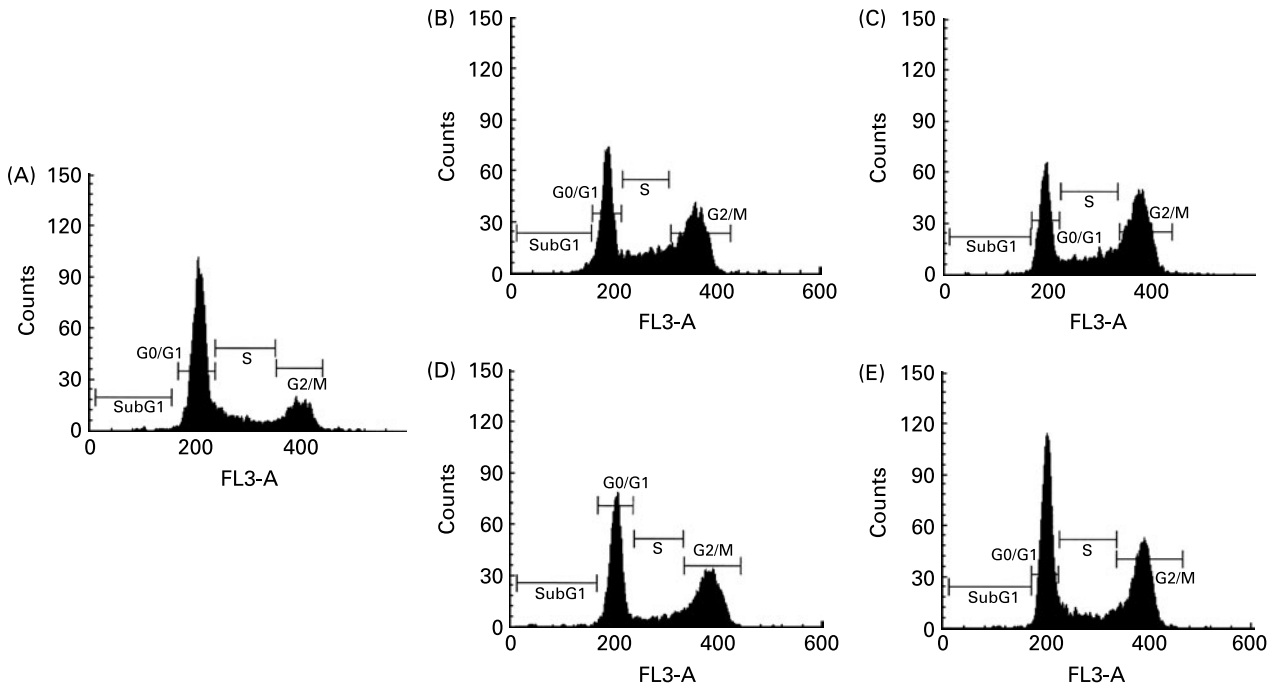 (A)
150
120
90
60
30
0
Counts
SubG1
G0/G1
S
G2/M
0 200 400
FL3-A
(B)
150
120
90
60
30
0
Counts
SubG1
G0/G1
S
G2/M
0 200 400 600
FL3-A
(C)
150
120
90
60
30
0
Counts
SubG1
G0/G1
S
G2/M
0 200 400 600
FL3-A
(D)
150
120
90
60
30
0
Counts
SubG1
G0/G1
S
G2/M
0 200 400 600
FL3-A
(E)
150
120
90
60
30
0
Counts
SubG1
G0/G1
S
G2/M
0 200 400 600
FL3-A